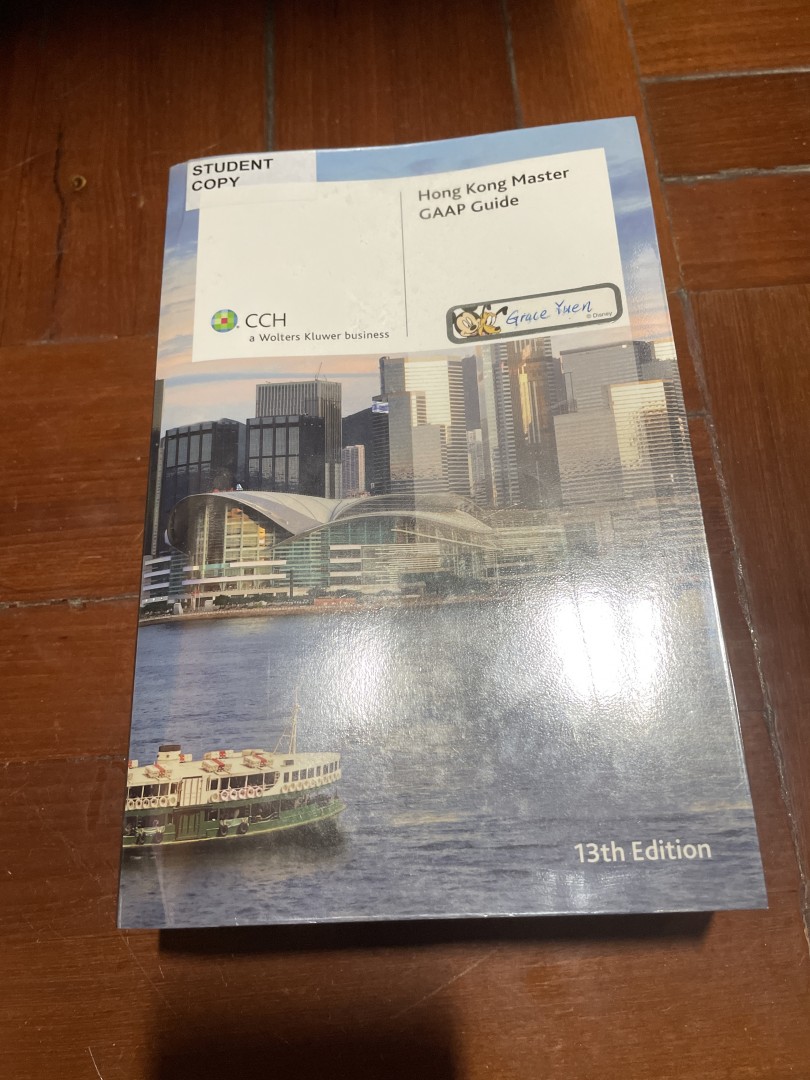 STUDENT
COPY
Hong Kong Master
GAAP Guide
CCH
a Wolters Kluwer business
Grace Yuen
© Disney
13th Edition